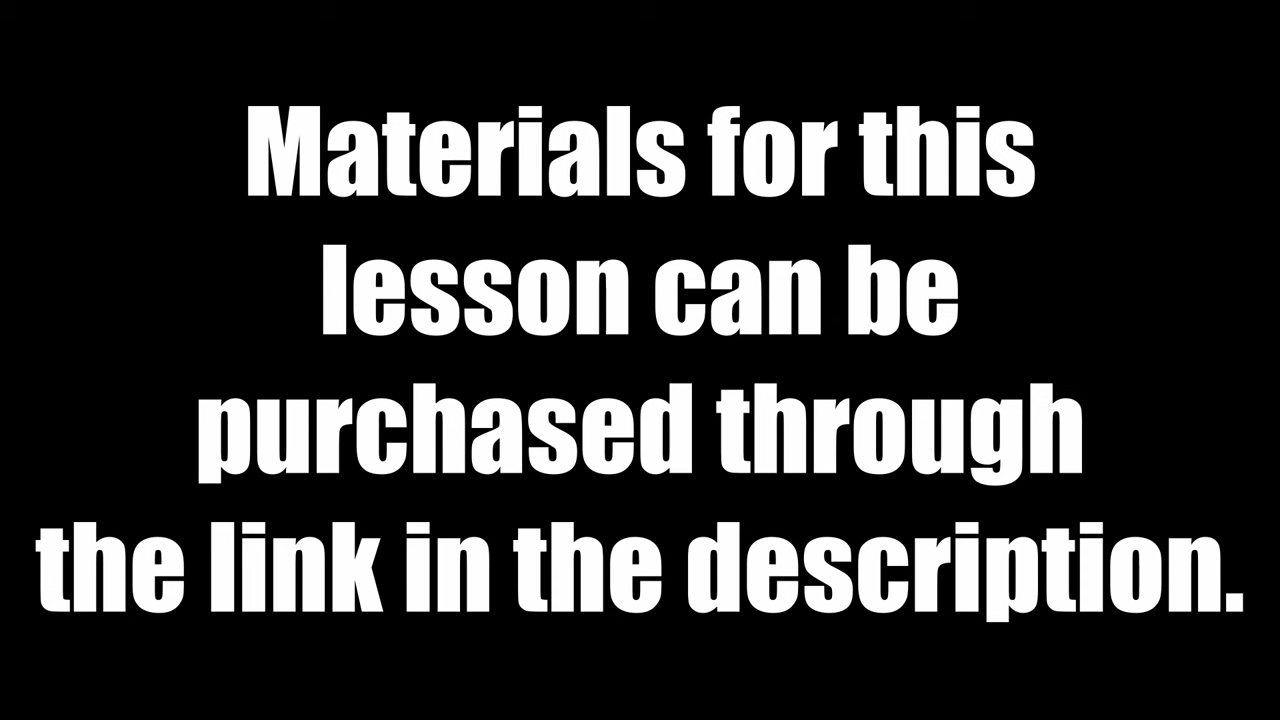 Materials for this
lesson can be
purchased through
the link in the description.